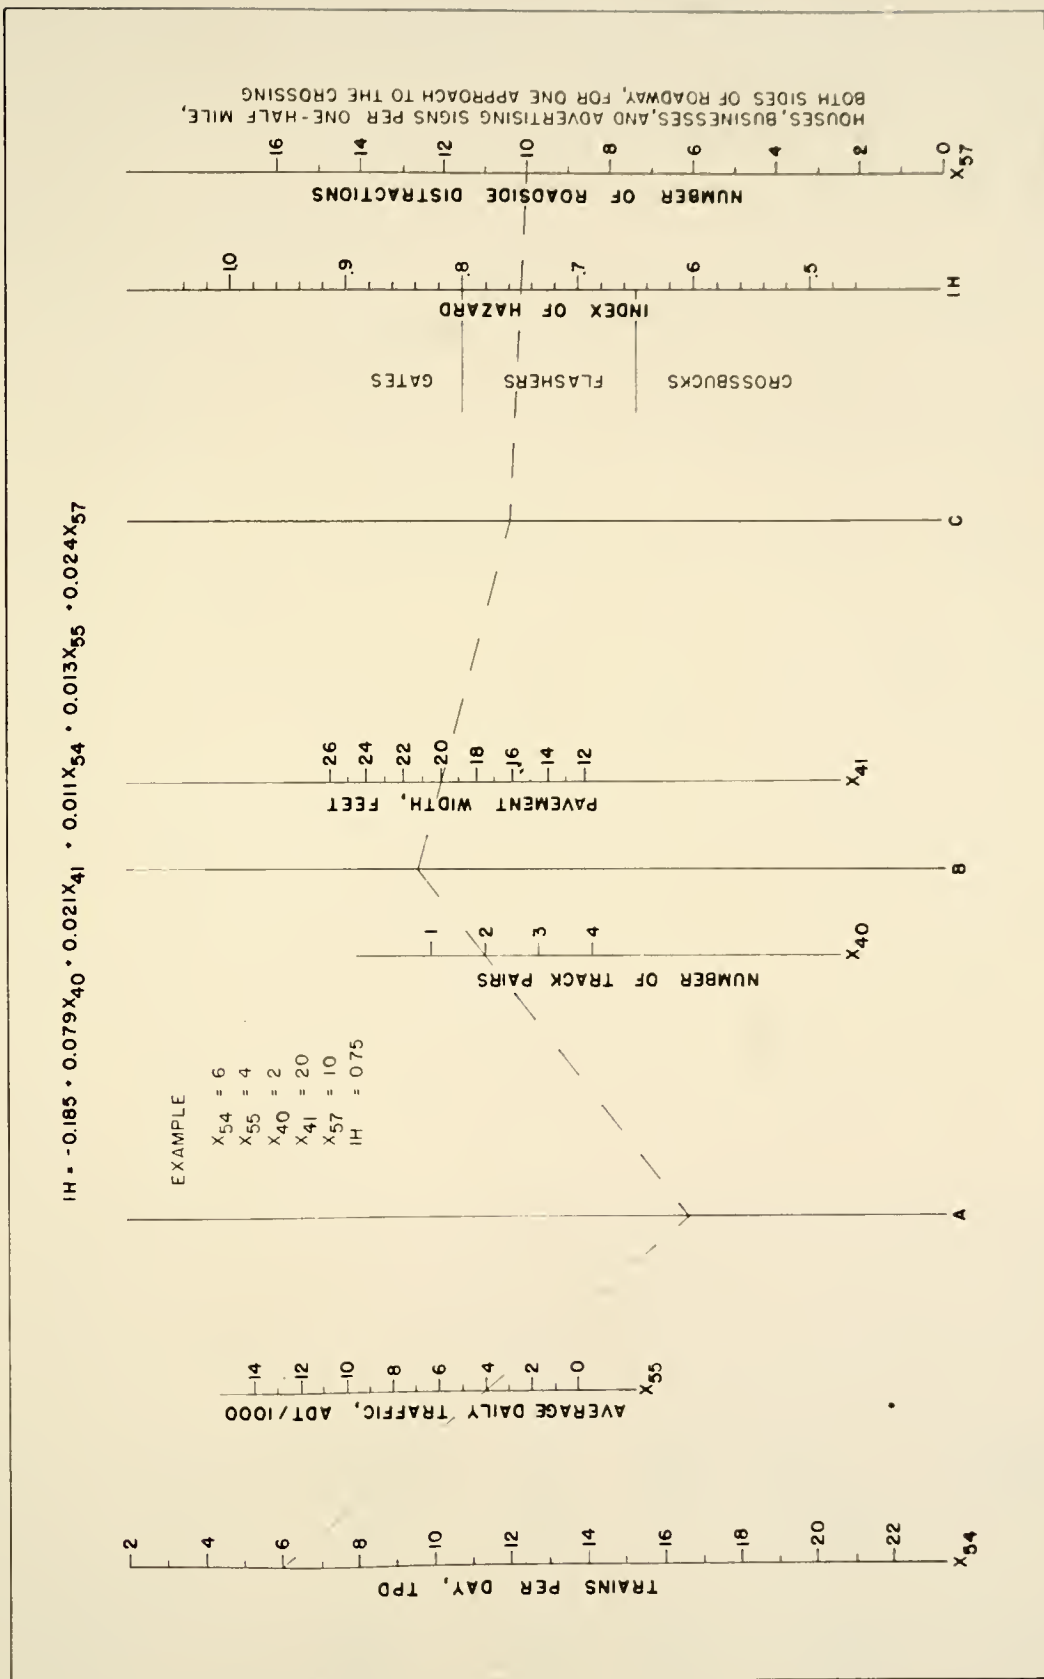 IH = -0.185 + 0.079X40 + 0.021X41 + 0.011X54 + 0.013X55 + 0.024X57
EXAMPLE
X54 = 6
X55 = 4
X40 = 2
X41 = 20
X57 = 10
IH = 0.75
TRAINS PER DAY, TPD
2
4
6
8
10
12
14
16
18
20
22
X54
AVERAGE DAILY TRAFFIC, ADT/1000
14
12
10
8
6
4
2
0
X55
A
NUMBER OF TRACK PAIRS
1
2
3
4
X40
B
PAVEMENT WIDTH, FEET
26
24
22
20
18
16
14
12
X41
C
GATES
FLASHERS
CROSSBUCKS
INDEX OF HAZARD
1.0
.9
.8
.7
.6
.5
IH
NUMBER OF ROADSIDE DISTRACTIONS
16
14
12
10
8
6
4
2
0
X57
HOUSES, BUSINESSES, AND ADVERTISING SIGNS PER ONE-HALF MILE,
BOTH SIDES OF ROADWAY, FOR ONE APPROACH TO THE CROSSING